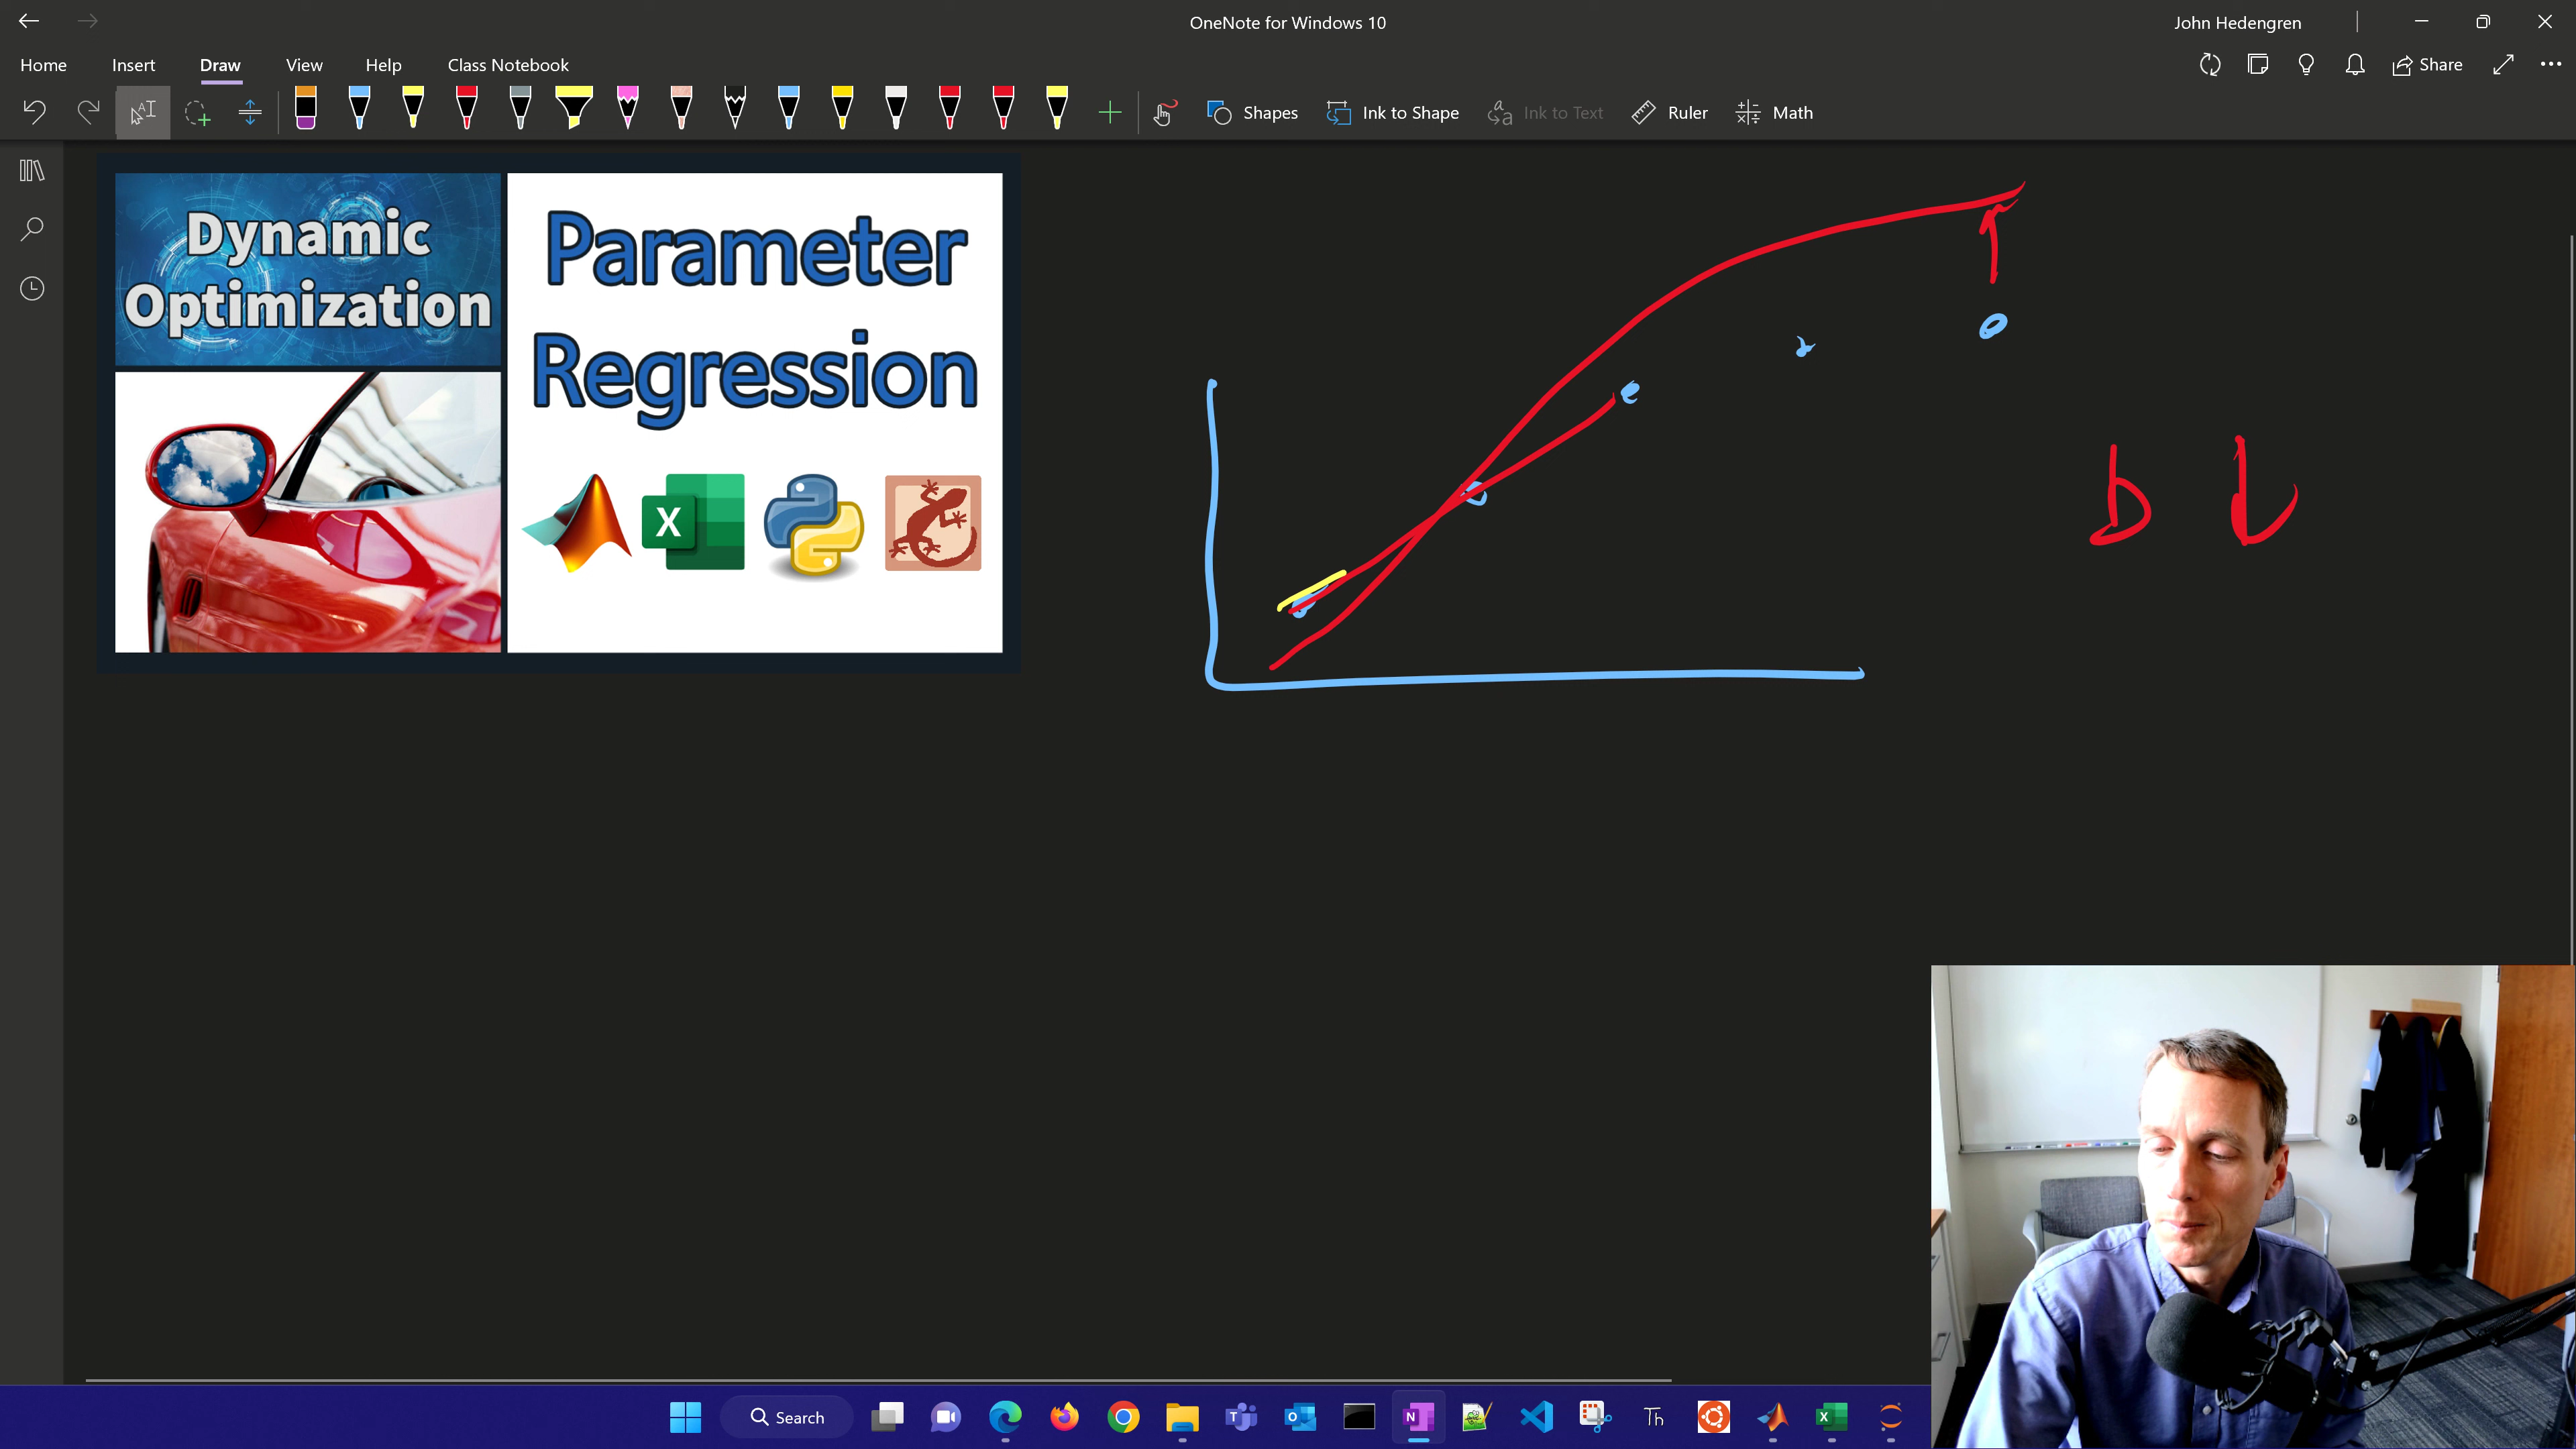 OneNote for Windows 10
John Hedengren
Home Insert Draw View Help Class Notebook
Share
Shapes
Ink to Shape
Ink to Text
Ruler
Math
Dynamic
Optimization
Parameter
Regression
X
b
Search
T
O
N
Th
X